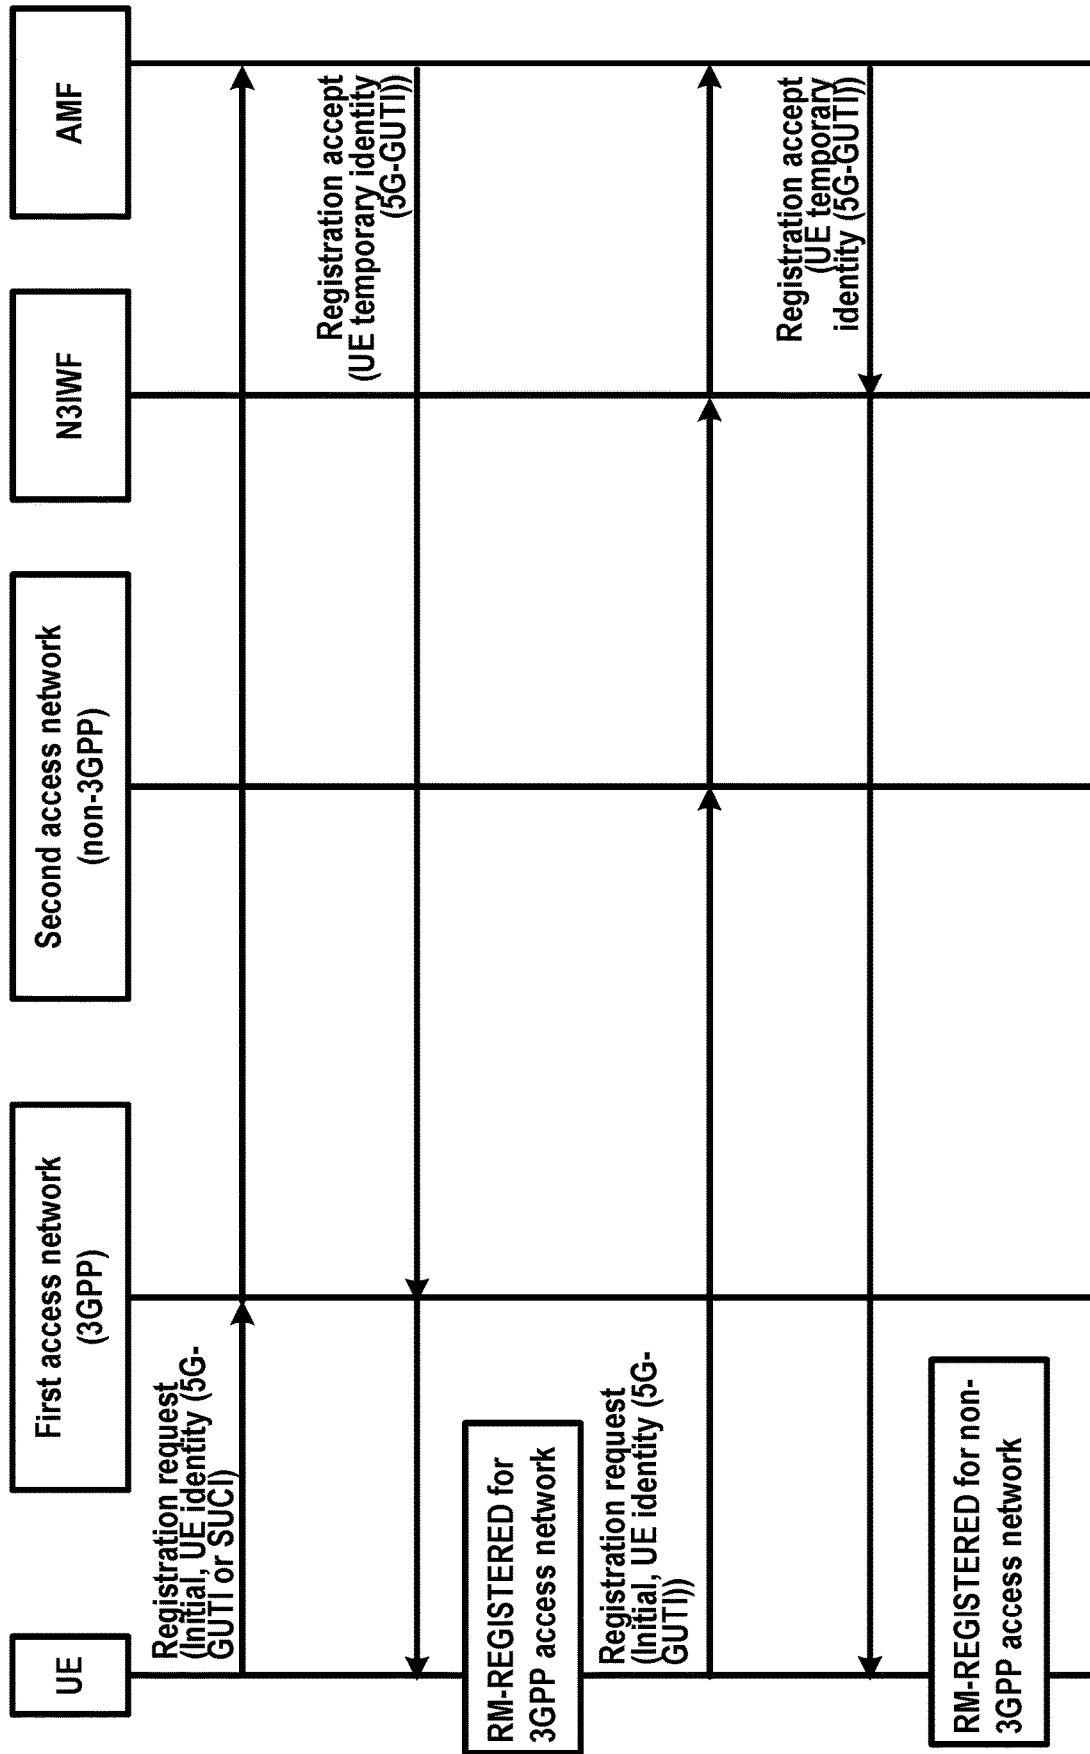 UE
First access network
(3GPP)
Second access network
(non-3GPP)
N3IWF
AMF
Registration request
(Initial, UE identity (5G-
GUTI or SUCI)
Registration accept
(UE temporary identity
(5G-GUTI))
RM-REGISTERED for
3GPP access network
Registration request
(Initial, UE identity (5G-
GUTI))
Registration accept
(UE temporary
identity (5G-GUTI))
RM-REGISTERED for non-
3GPP access network